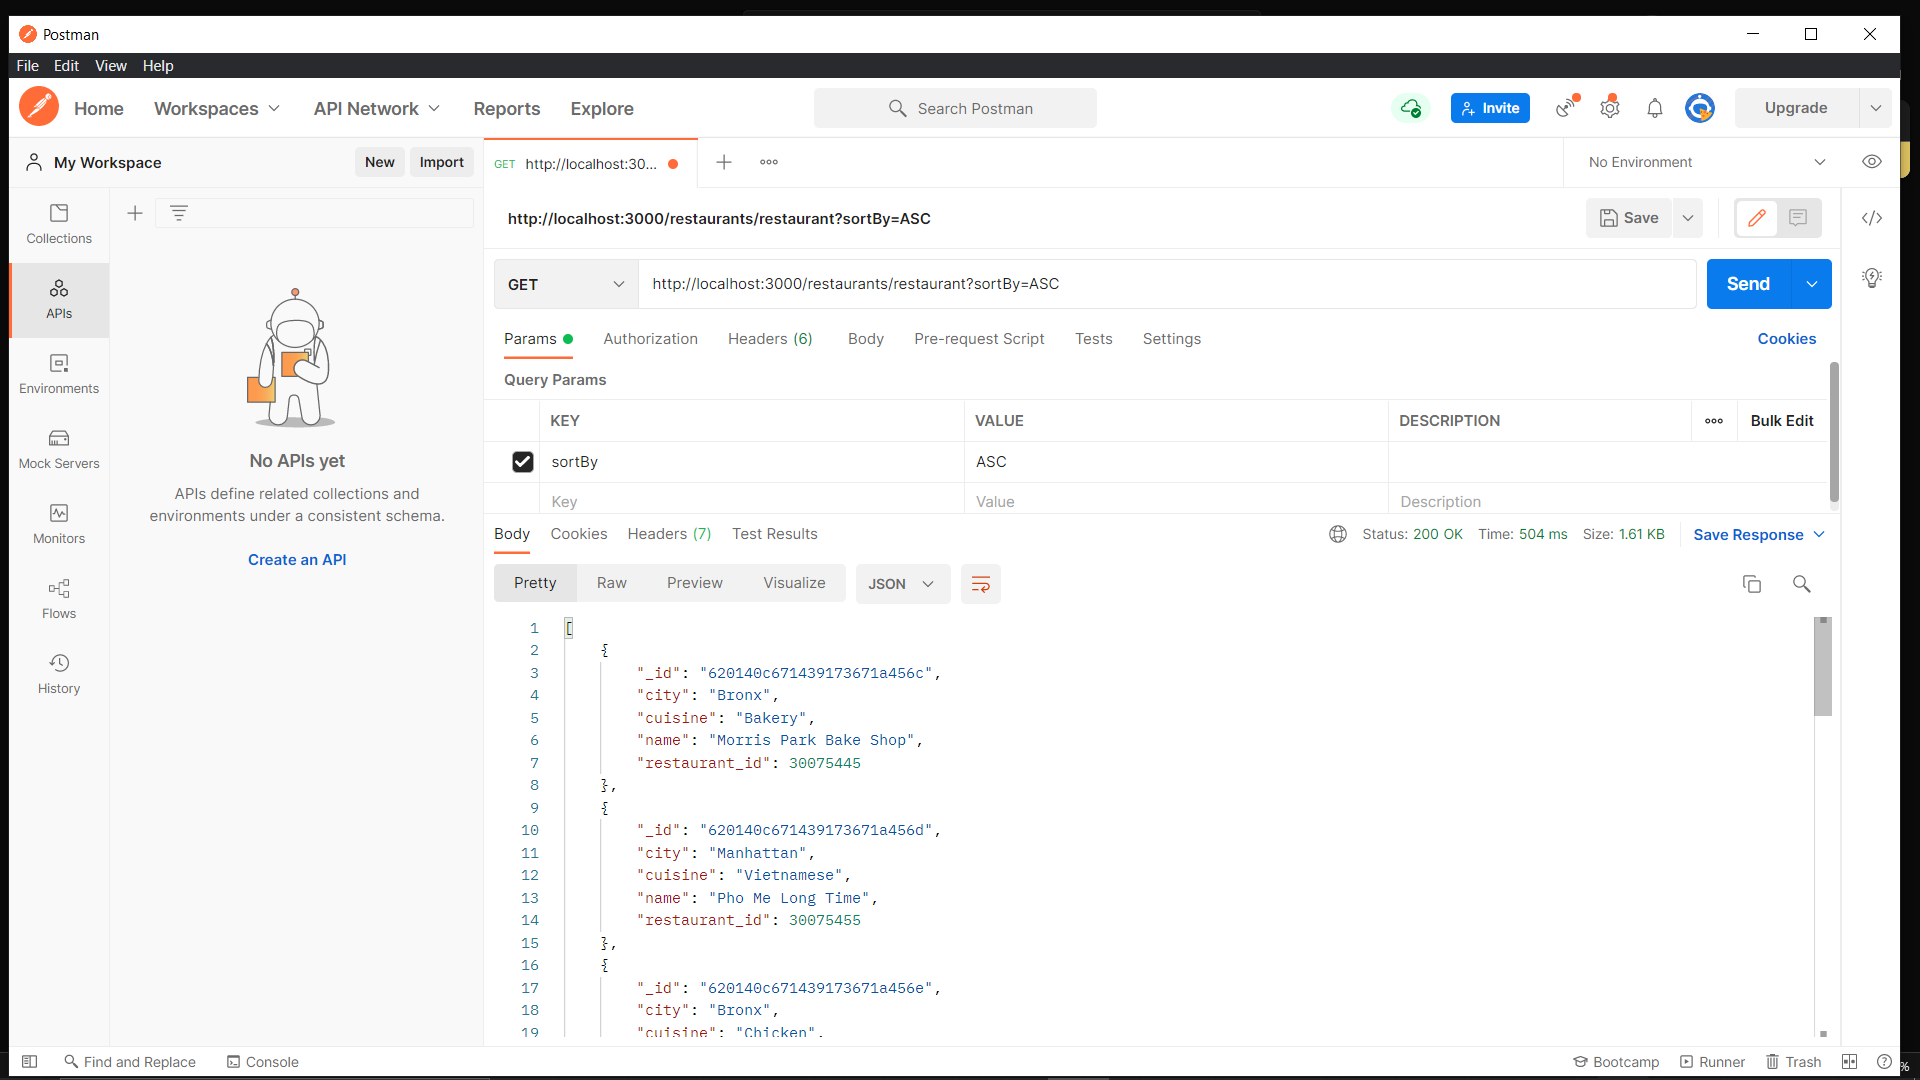 Postman
File Edit View Help
Home Workspaces API Network Reports Explore Search Postman Invite Upgrade
My Workspace New Import GET http://localhost:30... No Environment
http://localhost:3000/restaurants/restaurant?sortBy=ASC Save
Collections
APIs
Environments
Mock Servers
Monitors
Flows
History
No APIs yet
APIs define related collections and
environments under a consistent schema.
Create an API
GET http://localhost:3000/restaurants/restaurant?sortBy=ASC Send
Params Authorization Headers (6) Body Pre-request Script Tests Settings Cookies
Query Params
KEY VALUE DESCRIPTION Bulk Edit
sortBy ASC
Key Value Description
Body Cookies Headers (7) Test Results Status: 200 OK Time: 504 ms Size: 1.61 KB Save Response
Pretty Raw Preview Visualize JSON
1 [
2 {
3 "_id": "620140c671439173671a456c",
4 "city": "Bronx",
5 "cuisine": "Bakery",
6 "name": "Morris Park Bake Shop",
7 "restaurant_id": 30075445
8 },
9 {
10 "_id": "620140c671439173671a456d",
11 "city": "Manhattan",
12 "cuisine": "Vietnamese",
13 "name": "Pho Me Long Time",
14 "restaurant_id": 30075455
15 },
16 {
17 "_id": "620140c671439173671a456e",
18 "city": "Bronx",
19 "cuisine": "Chicken",
Find and Replace Console Bootcamp Runner Trash %